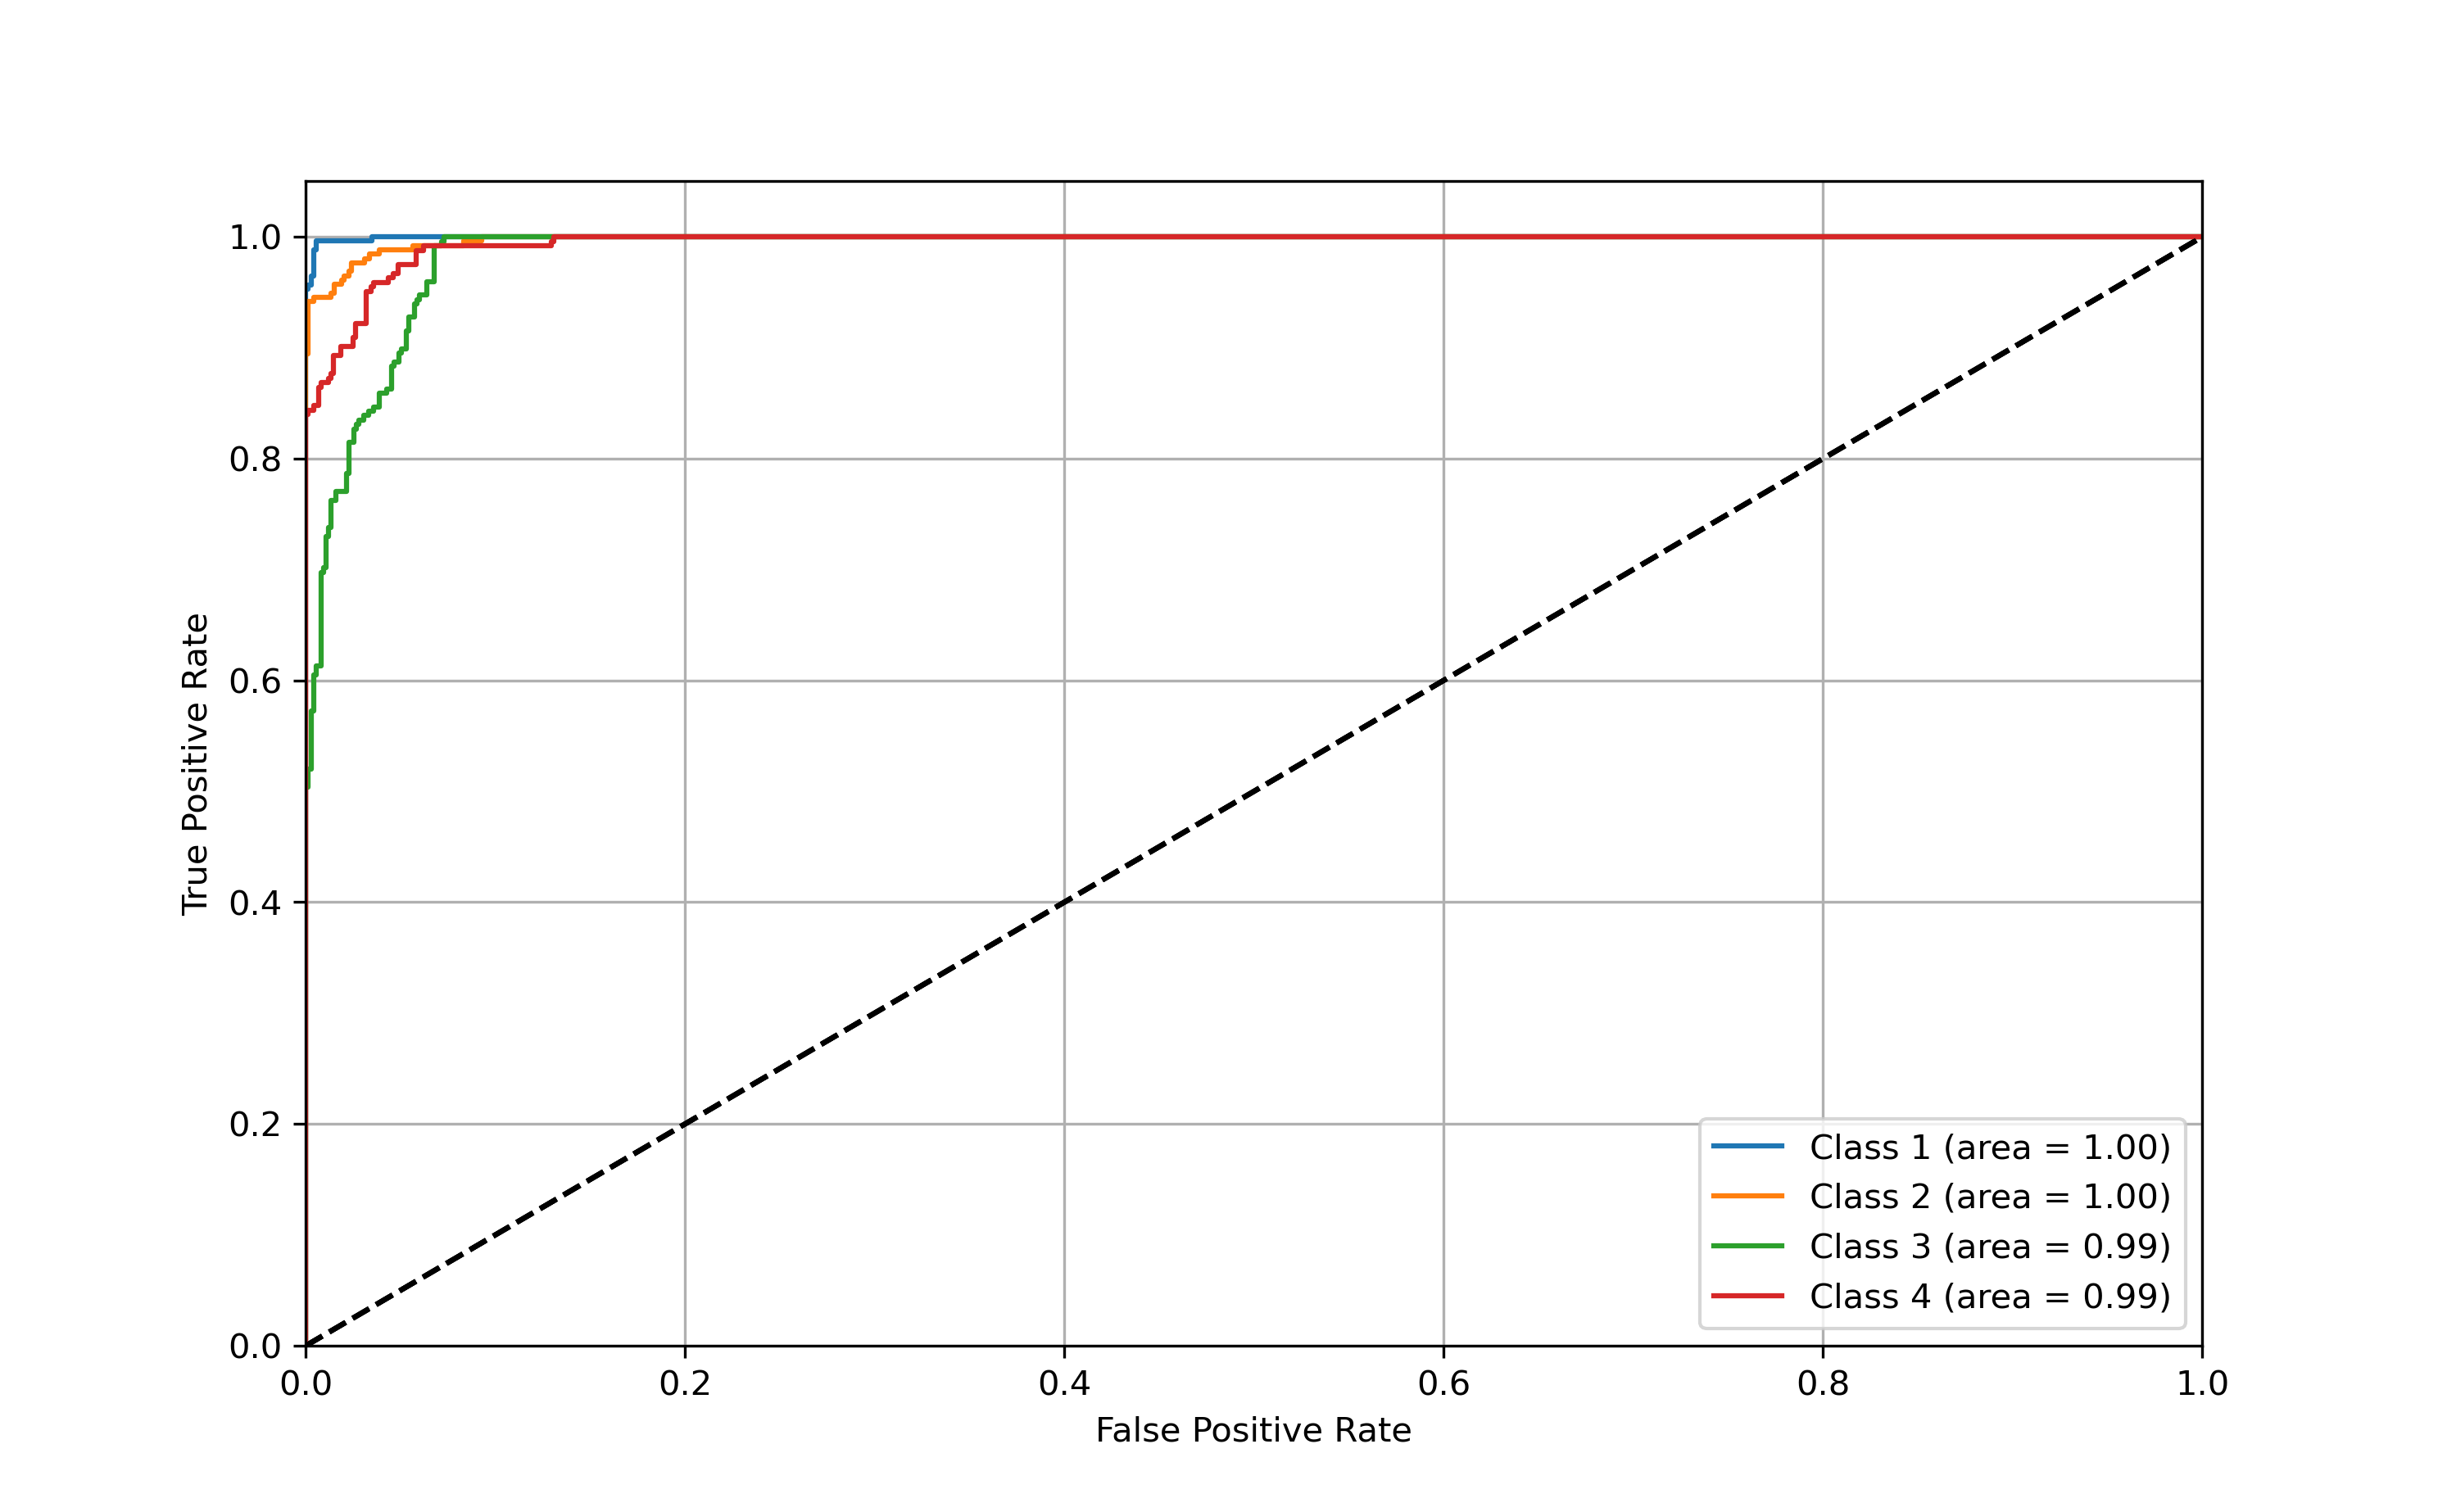 1.0
0.8
0.6
0.4
0.2
0.0
True Positive Rate
0.0 0.2 0.4 0.6 0.8 1.0
False Positive Rate
Class 1 (area = 1.00)
Class 2 (area = 1.00)
Class 3 (area = 0.99)
Class 4 (area = 0.99)